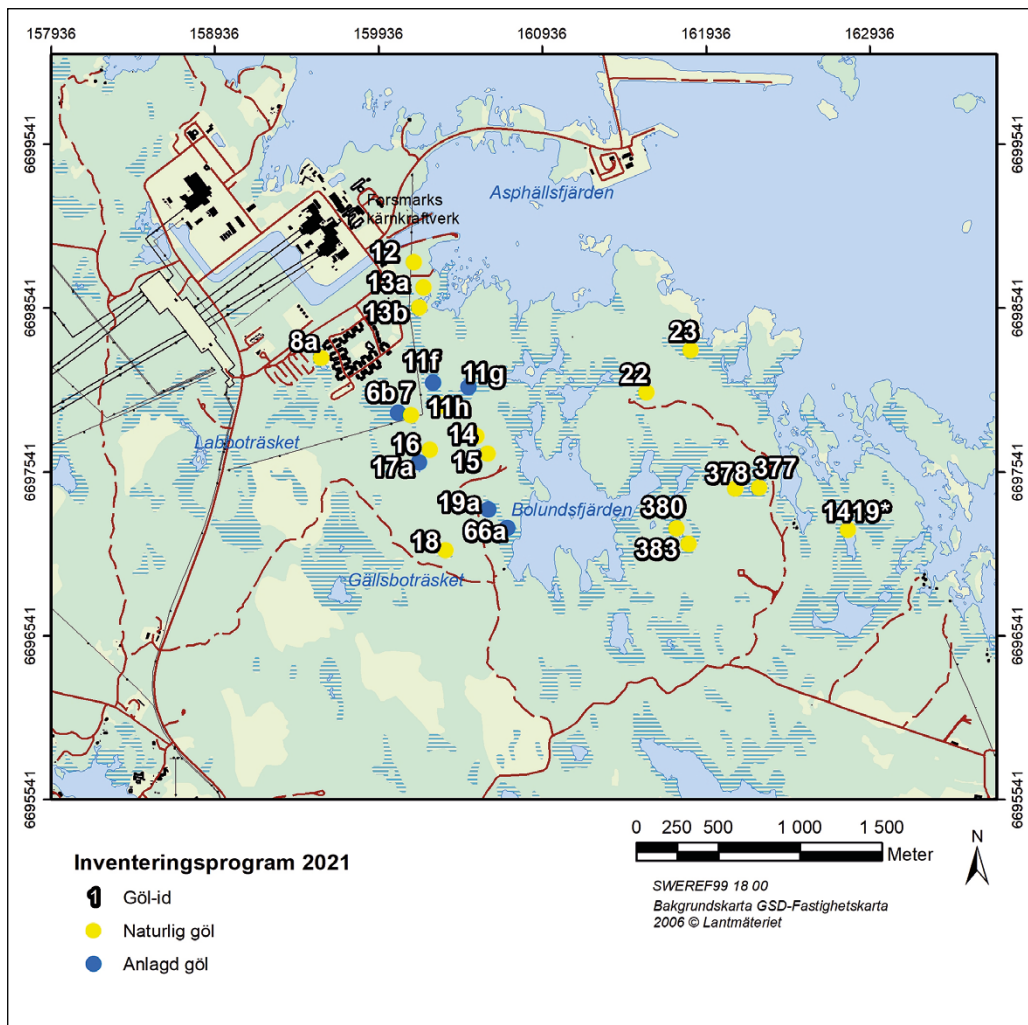 157936 158936 159936 160936 161936 162936
6699541 6699541
Asphällsfjärden
Forsmarks
kärnkraftverk
12
13a
6698541 6698541
13b
8a
23
11f
11g
22
6b 7
11h
14
16
Labboträsket
15
17a
6697541 6697541
378 377
19a
Bolundsfjärden
380
1419*
66a
18
383
Gällsboträsket
6696541 6696541
6695541 6695541
Inventeringsprogram 2021
1 Göl-id
Naturlig göl
Anlagd göl
0 250 500 1 000 1 500
Meter
N
SWEREF99 18 00
Bakgrundskarta GSD-Fastighetskarta
2006 © Lantmäteriet